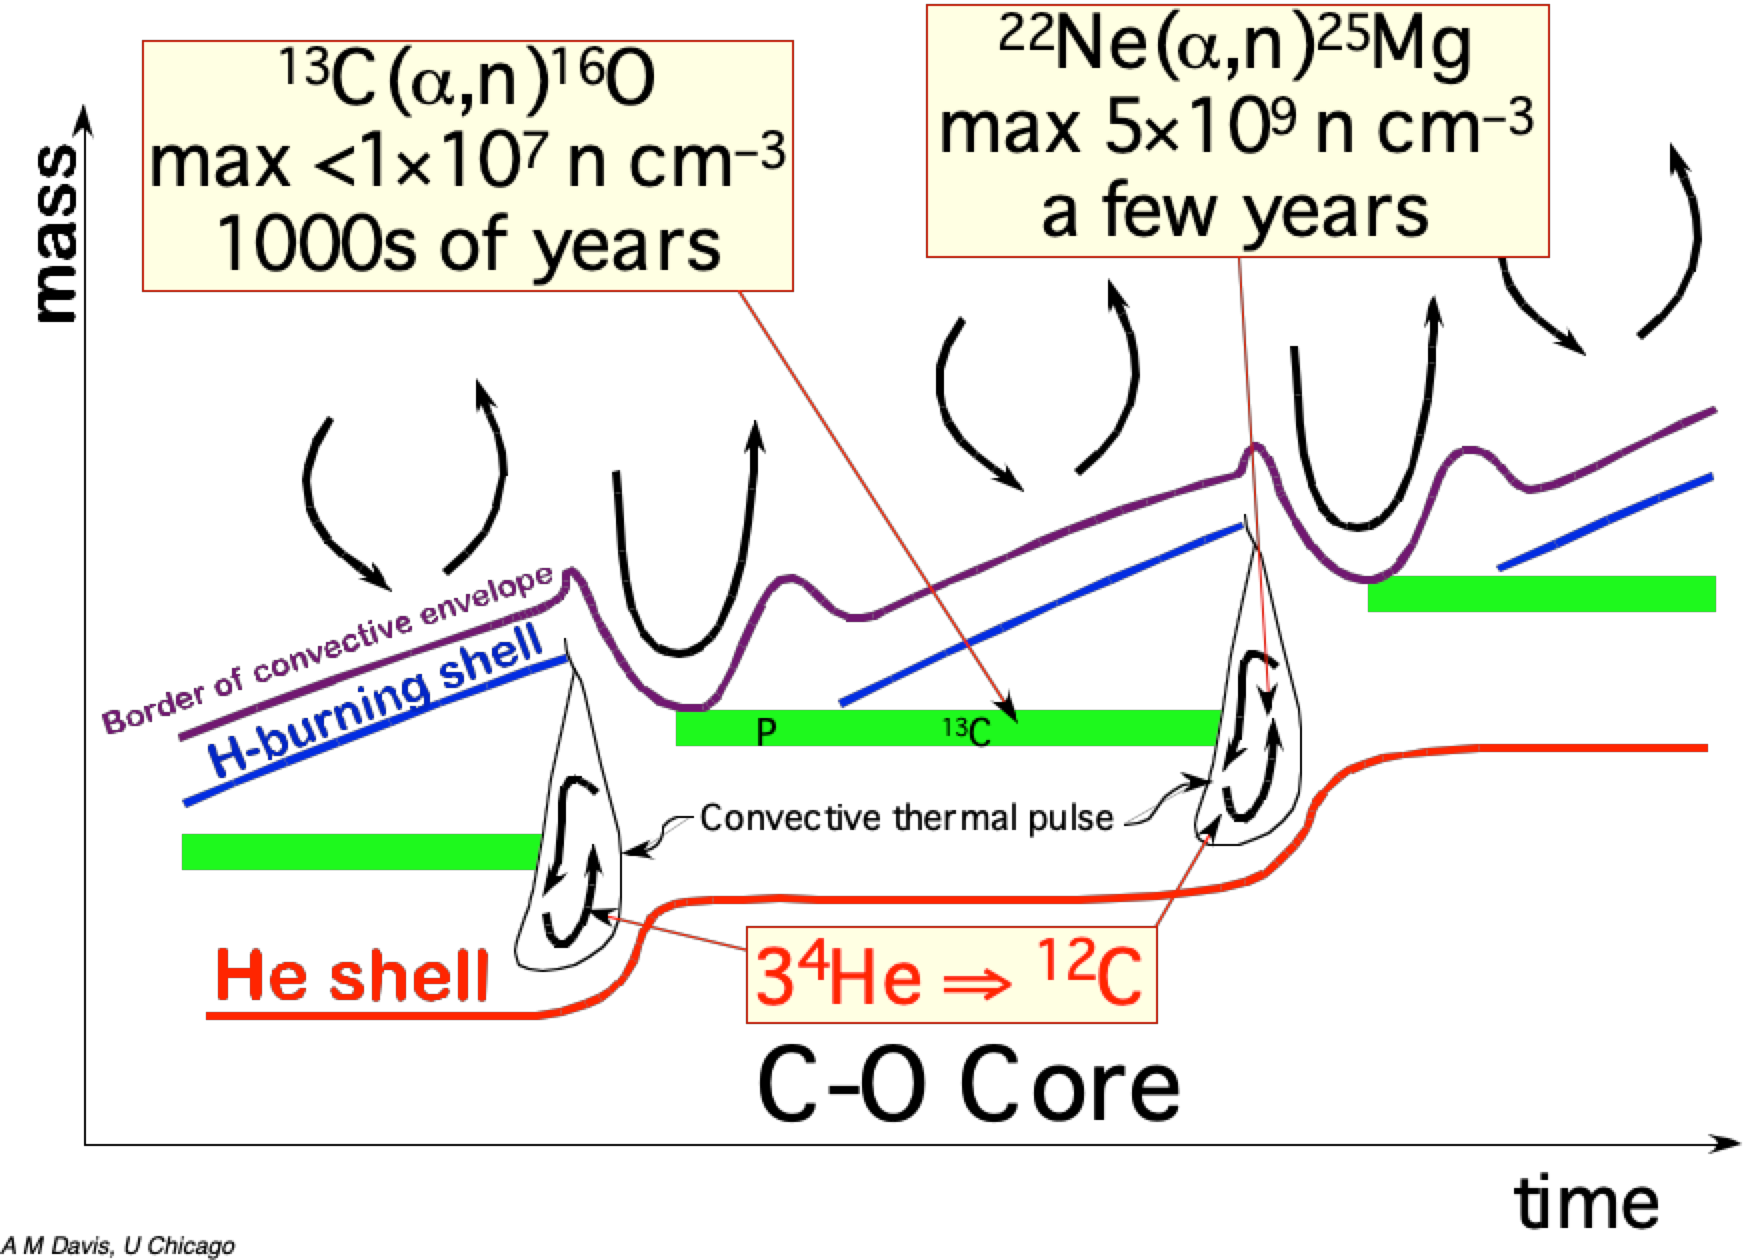 ¹³C(α,n)¹⁶O
max <1×10⁷ n cm⁻³
1000s of years
²²Ne(α,n)²⁵Mg
max 5×10⁹ n cm⁻³
a few years
mass
Border of convective envelope
H-burning shell
P ¹³C
Convective thermal pulse
He shell
3⁴He ⇒ ¹²C
C-O Core
time
A M Davis, U Chicago